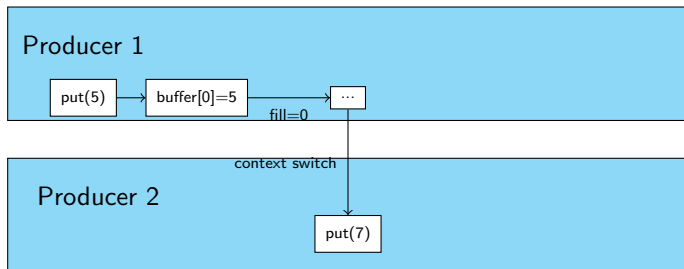 Producer 1
put(5)
buffer[0]=5
...
fill=0
context switch
Producer 2
put(7)